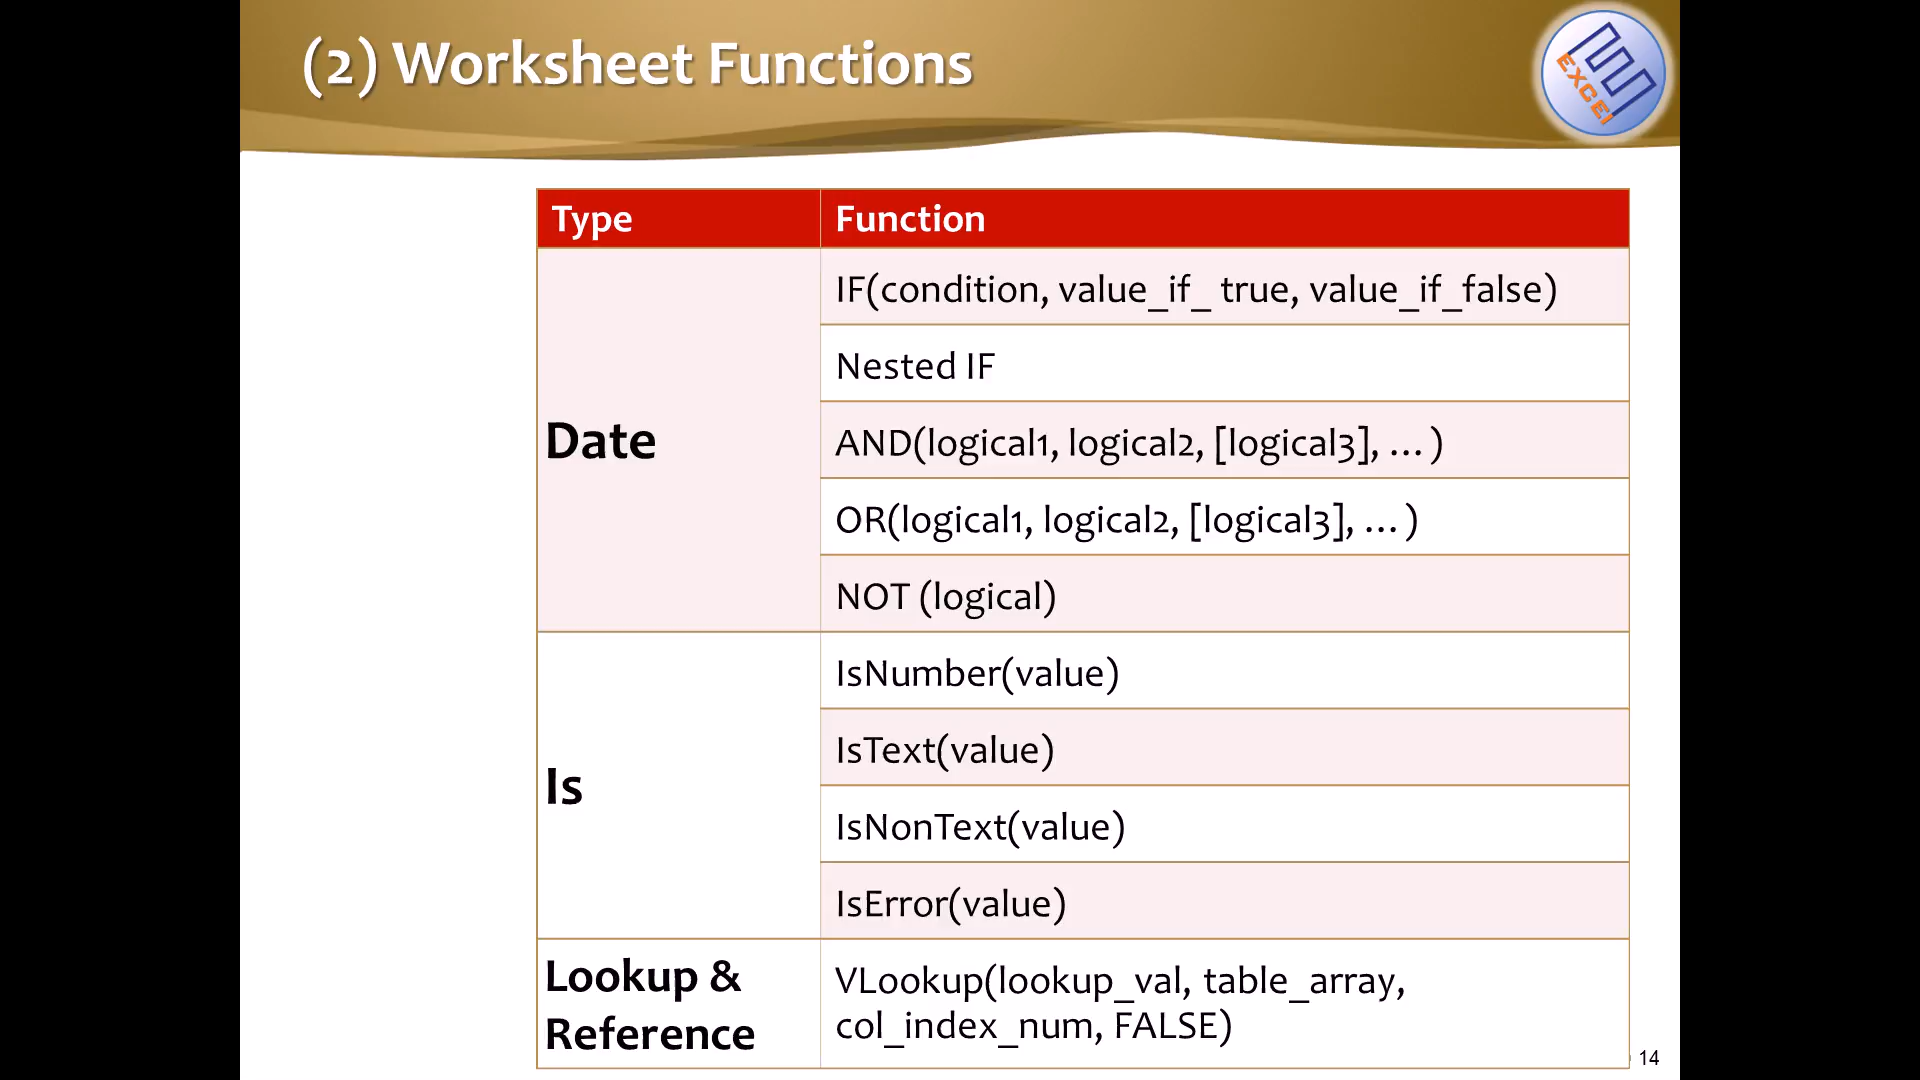 (2) Worksheet Functions
EXCEL
Type
Function
Date
IF(condition, value_if_ true, value_if_false)
Nested IF
AND(logical1, logical2, [logical3], … )
OR(logical1, logical2, [logical3], … )
NOT (logical)
Is
IsNumber(value)
IsText(value)
IsNonText(value)
IsError(value)
Lookup &
Reference
VLookup(lookup_val, table_array,
col_index_num, FALSE)
14